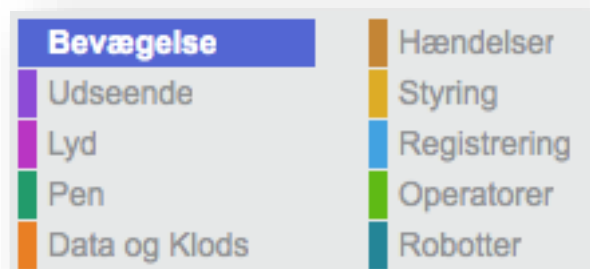 Bevægelse
Udseende
Lyd
Pen
Data og Klods
Hændelser
Styring
Registrering
Operatorer
Robotter